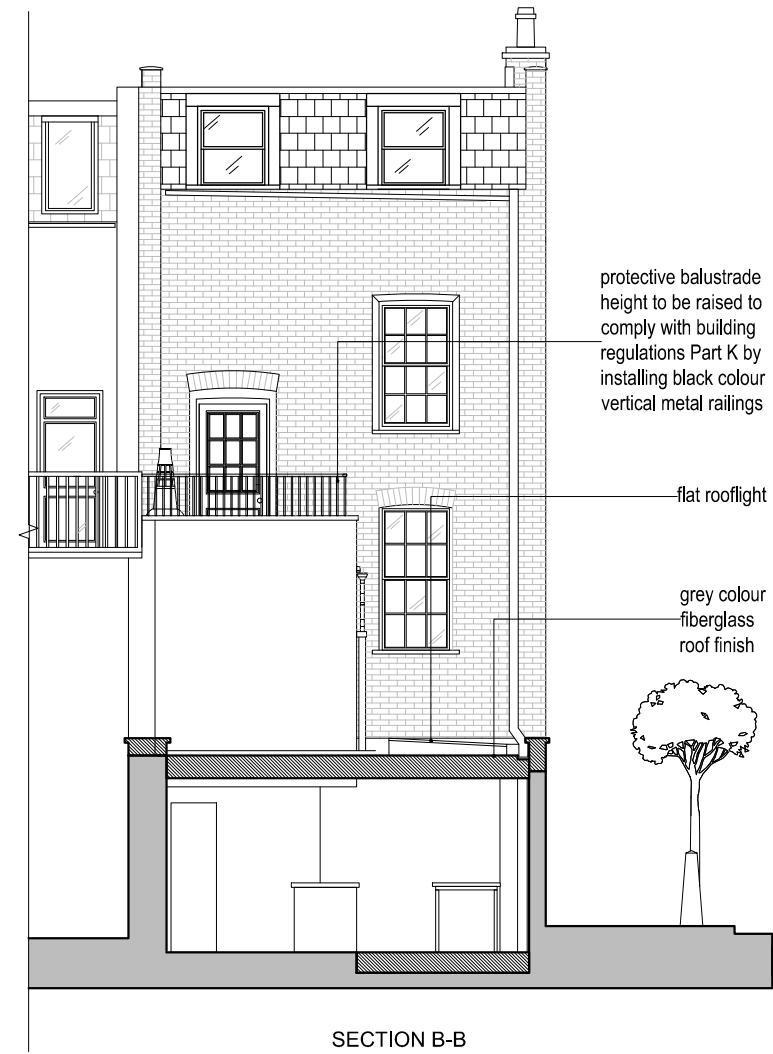 protective balustrade
height to be raised to
comply with building
regulations Part K by
installing black colour
vertical metal railings
flat rooflight
grey colour
fiberglass
roof finish
SECTION B-B